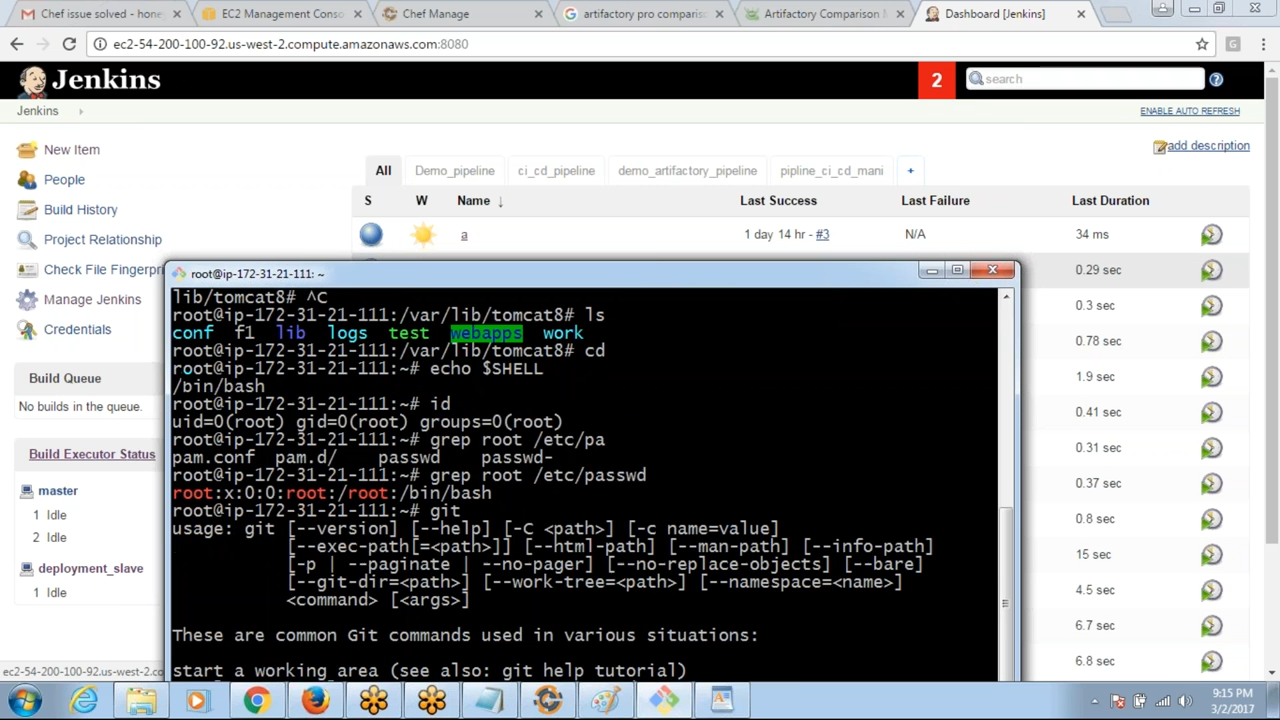 Chef issue solved - hone
EC2 Management Conso
Chef Manage
artifactory pro comparis
Artifactory Comparison M
Dashboard [Jenkins]
ec2-54-200-100-92.us-west-2.compute.amazonaws.com:8080
G
Jenkins
2
search
Jenkins
ENABLE AUTO REFRESH
New Item
add description
People
All
Demo_pipeline
ci_cd_pipeline
demo_artifactory_pipeline
pipline_ci_cd_mani
+
Build History
S
W
Name ↓
Last Success
Last Failure
Last Duration
Project Relationship
a
1 day 14 hr - #3
N/A
34 ms
Check File Fingerpri
0.29 sec
Manage Jenkins
0.3 sec
Credentials
0.78 sec
Build Queue
1.9 sec
No builds in the queue.
0.41 sec
Build Executor Status
0.31 sec
master
0.37 sec
1 Idle
0.8 sec
2 Idle
15 sec
deployment_slave
4.5 sec
1 Idle
6.7 sec
6.8 sec
root@ip-172-31-21-111: ~
lib/tomcat8# ^C
root@ip-172-31-21-111:/var/lib/tomcat8# ls
conf f1 lib logs test webapps work
root@ip-172-31-21-111:/var/lib/tomcat8# cd
root@ip-172-31-21-111:~# echo $SHELL
/bin/bash
root@ip-172-31-21-111:~# id
uid=0(root) gid=0(root) groups=0(root)
root@ip-172-31-21-111:~# grep root /etc/pa
pam.conf pam.d/ passwd passwd-
root@ip-172-31-21-111:~# grep root /etc/passwd
root:x:0:0:root:/root:/bin/bash
root@ip-172-31-21-111:~# git
usage: git [--version] [--help] [-C <path>] [-c name=value]
[--exec-path[=<path>]] [--html-path] [--man-path] [--info-path]
[-p | --paginate | --no-pager] [--no-replace-objects] [--bare]
[--git-dir=<path>] [--work-tree=<path>] [--namespace=<name>]
<command> [<args>]
These are common Git commands used in various situations:
start a working area (see also: git help tutorial)
ec2-54-200-100-92.us-west-2.co
9:15 PM
3/2/2017